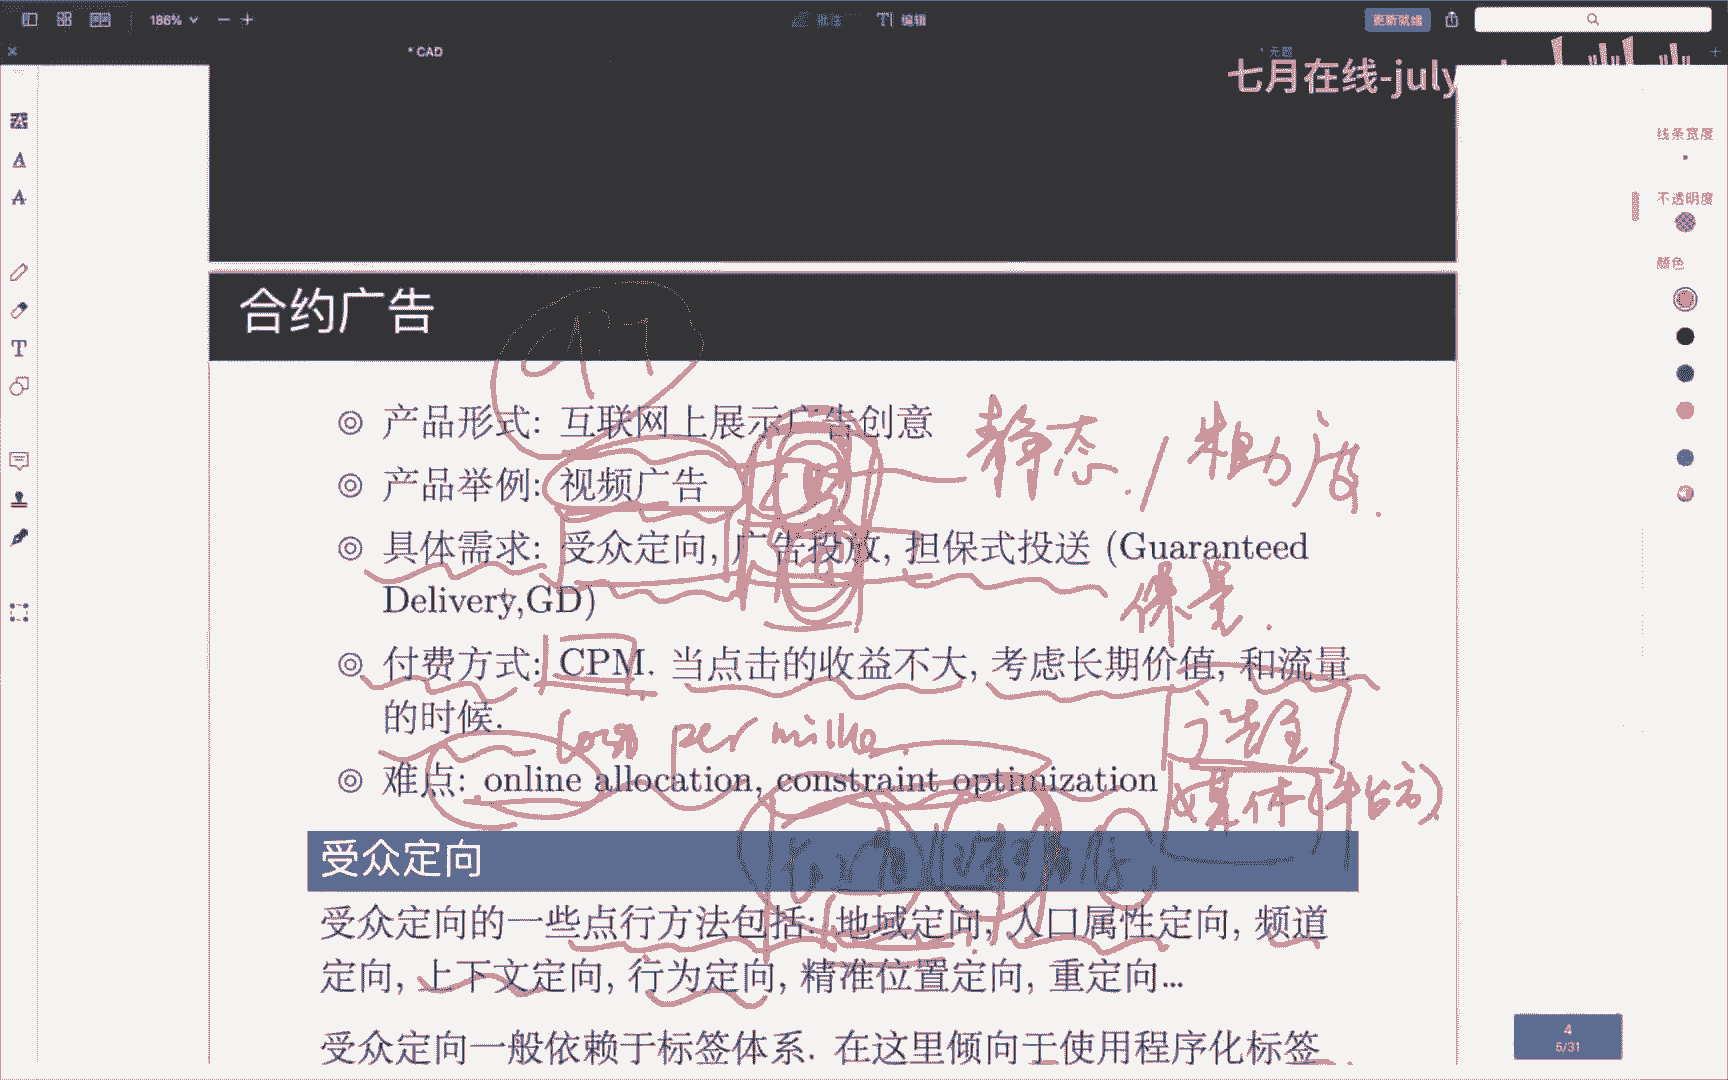 186%
批注
编辑
更新就绪
* CAD
* 无题
七月在线-july
线条宽度
不透明度
颜色
合约广告
产品形式: 互联网上展示广告创意
静态 / 粗力度.
产品举例: 视频广告
具体需求: 受众定向, 广告投放, 担保式投送 (Guaranteed
Delivery,GD)
保量.
付费方式: CPM. 当点击的收益不大, 考虑长期价值, 和流量
的时候.
cost per mille.
广告主
媒体(平台方)
难点: online allocation, constraint optimization
受众定向
受众定向的一些点行方法包括: 地域定向, 人口属性定向, 频道
定向, 上下文定向, 行为定向, 精准位置定向, 重定向...
受众定向一般依赖于标签体系. 在这里倾向于使用程序化标签
4
5/31